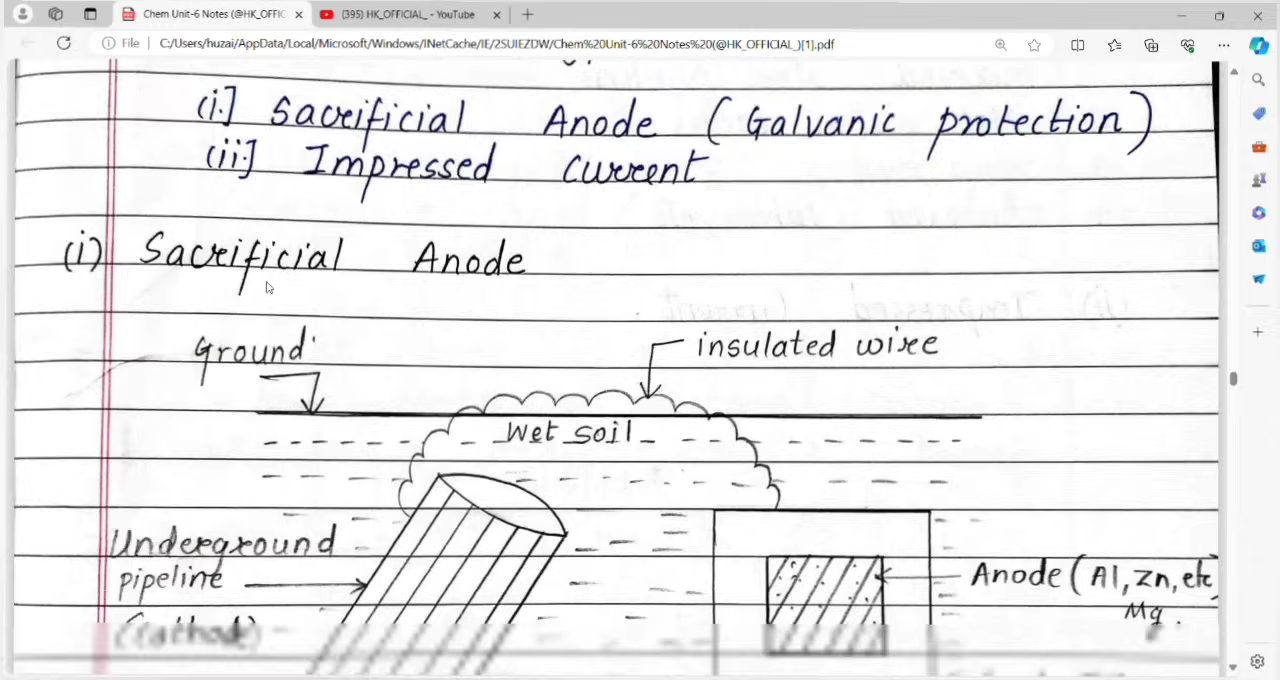 Chem Unit-6 Notes (@HK_OFFIC
(395) HK_OFFICIAL_ - YouTube
File
C:/Users/huzai/AppData/Local/Microsoft/Windows/INetCache/IE/2SUIEZDW/Chem%20Unit-6%20Notes%20(@HK_OFFICIAL_)[1].pdf
(i.] Sacrificial Anode (Galvanic protection)
(ii.] Impressed Current
(i) Sacrificial Anode
Ground
insulated wire
Wet soil
Underground
pipeline
Anode (Al, Zn, etc)
Mg.
(Cathode)